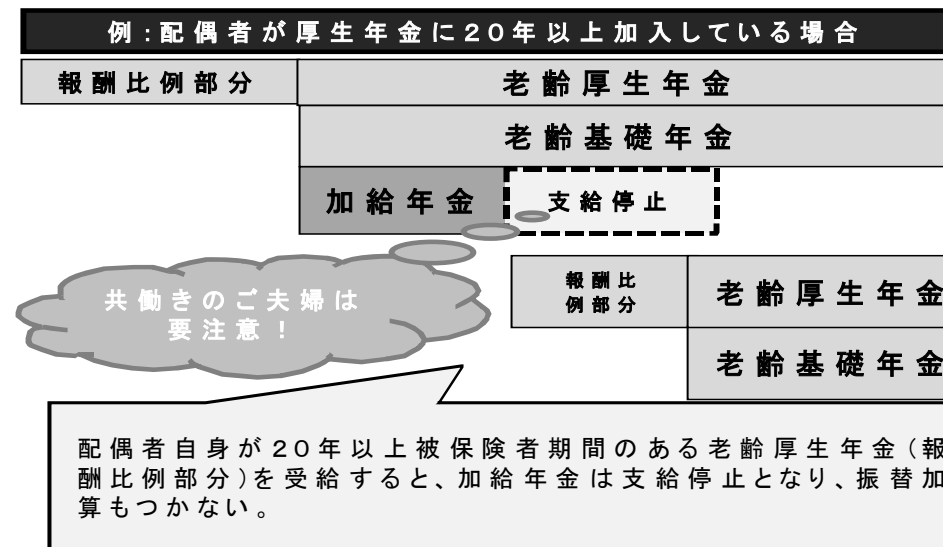 例：配偶者が厚生年金に20年以上加入している場合
報酬比例部分
老齢厚生年金
老齢基礎年金
加給年金
支給停止
共働きのご夫婦は
要注意！
報酬比
例部分
老齢厚生年金
老齢基礎年金
配偶者自身が20年以上被保険者期間のある老齢厚生年金（報
酬比例部分）を受給すると、加給年金は支給停止となり、振替加
算もつかない。